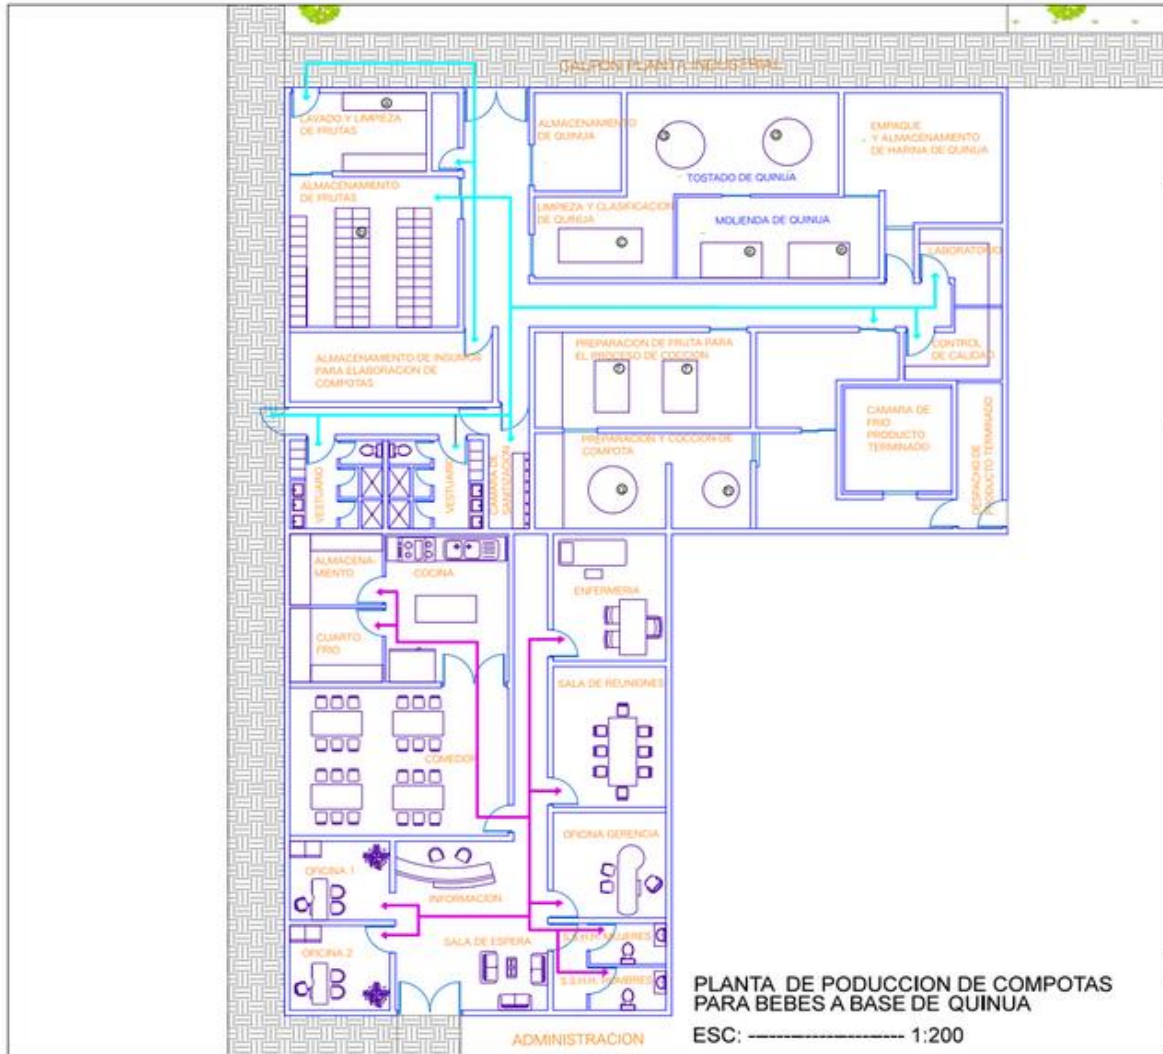 GALPON PLANTA INDUSTRIAL
LAVADO Y LIMPIEZA
DE FRUTAS
ALMACENAMIENTO
DE QUINUA
EMPAQUE
Y ALMACENAMIENTO
DE HARINA DE QUINUA
TOSTADO DE QUINUA
ALMACENAMIENTO
DE FRUTAS
LIMPIEZA Y CLASIFICACION
DE QUINUA
MOLIENDA DE QUINUA
LABORATORIO
ALMACENAMIENTO DE INSUMOS
PARA ELABORACION DE
COMPOTAS
PREPARACION DE FRUTA PARA
EL PROCESO DE COCCION
CONTROL
DE CALIDAD
CAMARA DE
FRIO
PRODUCTO
TERMINADO
DESPACHO DE
PRODUCTO TERMINADO
PREPARACION Y COCCION DE
COMPOTA
VESTUARIO
VESTUARIO
CAMARA DE
SANITIZACION
ALMACENA-
MIENTO
COCINA
ENFERMERIA
CUARTO
FRIO
SALA DE REUNIONES
COMEDOR
OFICINA GERENCIA
OFICINA 1
INFORMACION
OFICINA 2
SALA DE ESPERA
S.S.H.H. MUJERES
S.S.H.H. HOMBRES
ADMINISTRACION
PLANTA DE PODUCCION DE COMPOTAS
PARA BEBES A BASE DE QUINUA
ESC: ---------------------- 1:200